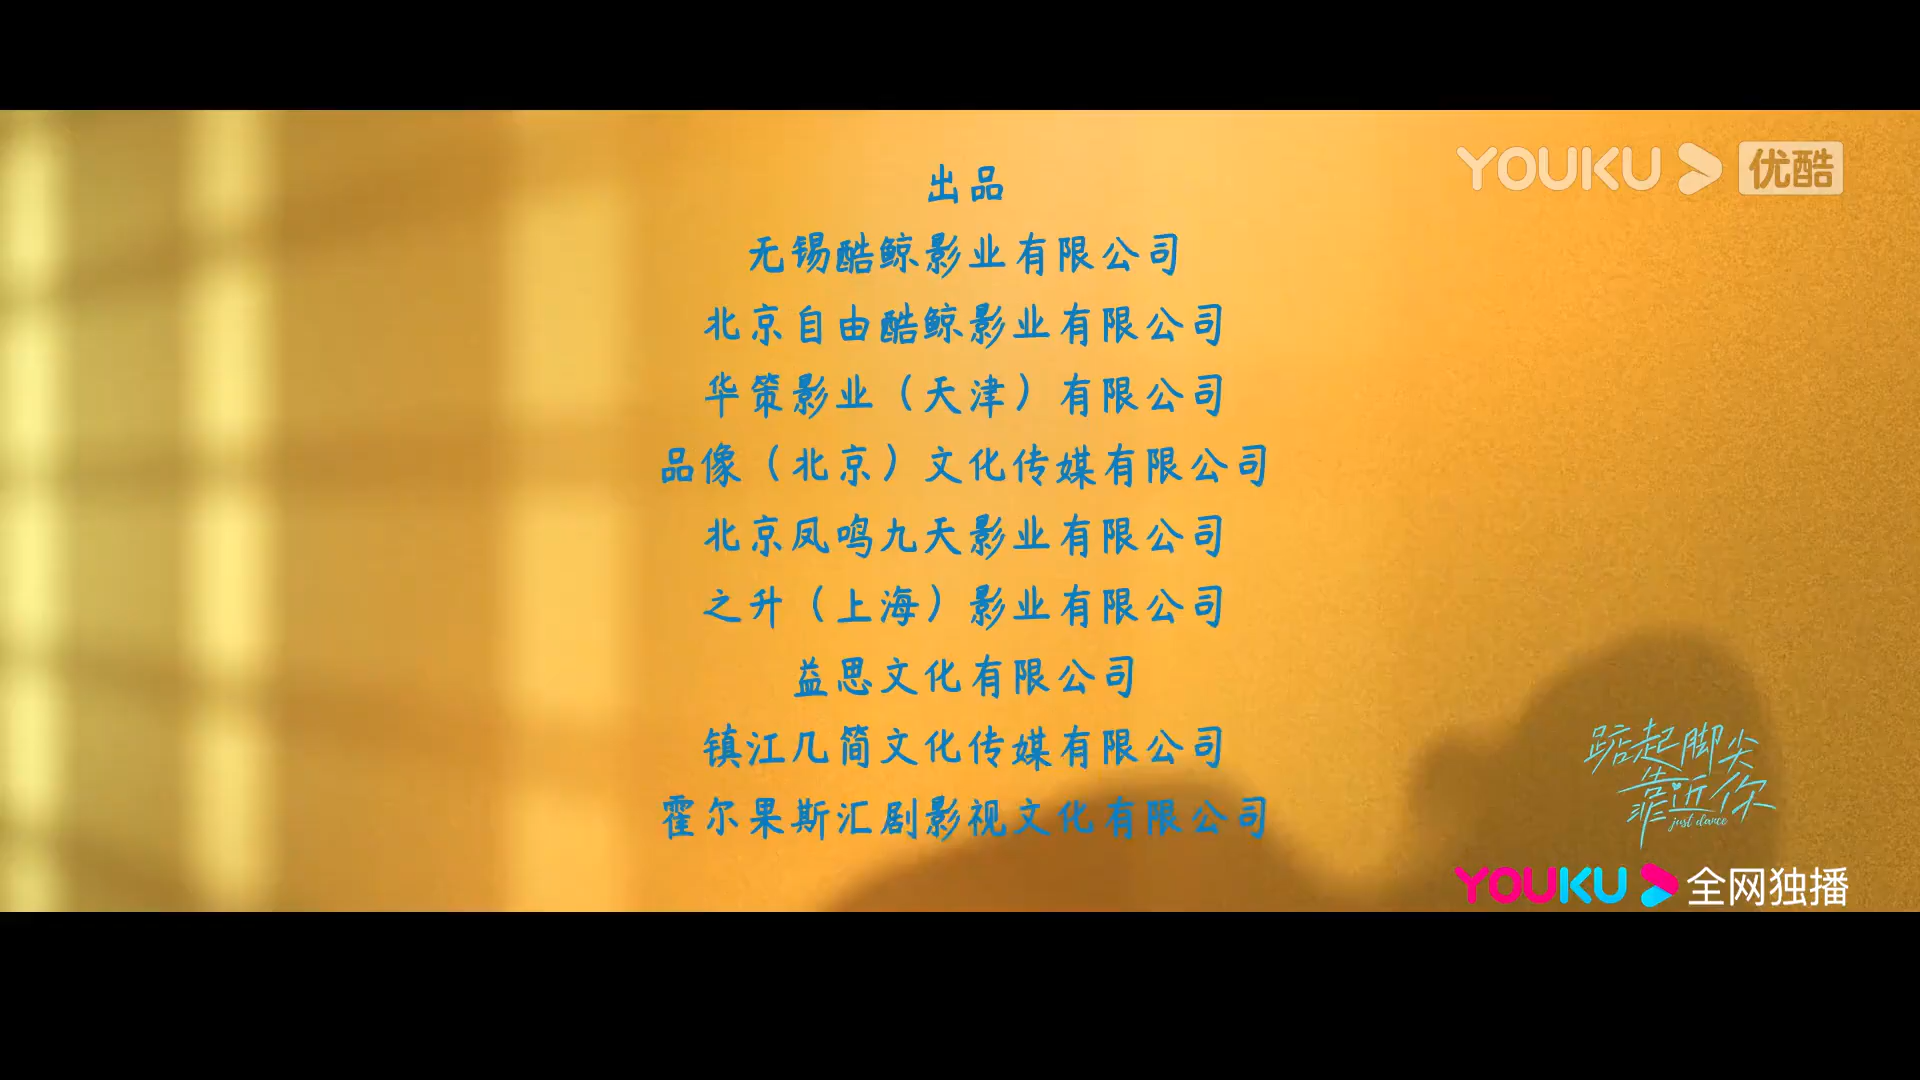 出品
YOUKU 优酷
无锡酷鲸影业有限公司
北京自由酷鲸影业有限公司
华策影业（天津）有限公司
品像（北京）文化传媒有限公司
北京凤鸣九天影业有限公司
之升（上海）影业有限公司
益思文化有限公司
镇江几简文化传媒有限公司
霍尔果斯汇剧影视文化有限公司
踮起脚尖
靠近你
just dance
YOUKU 全网独播